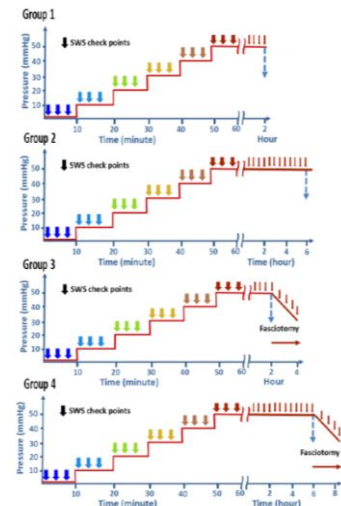 Group 1
SWS check points
Pressure (mmHg)
50
40
30
20
10
10 20 30 40 50 60 2
Time (minute) Hour
Group 2
SWS check points
Pressure (mmHg)
50
40
30
20
10
10 20 30 40 50 60 2 4 6
Time (minute) Time (hour)
Group 3
SWS check points
Pressure (mmHg)
50
40
30
20
10
Fasciotomy
10 20 30 40 50 60 2 4
Time (minute) Hour
Group 4
SWS check points
Pressure (mmHg)
50
40
30
20
10
Fasciotomy
10 20 30 40 50 60 2 4 6 8
Time (minute) Time (hour)